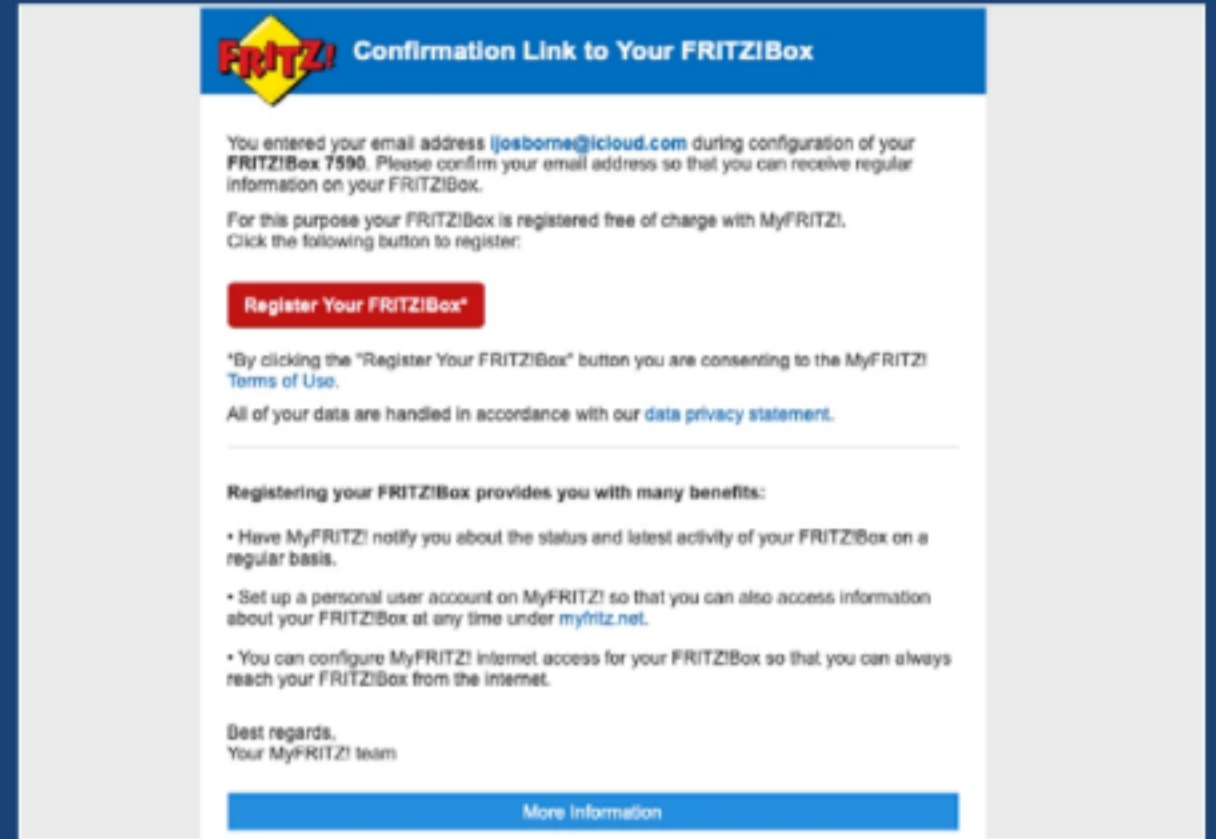 FRITZ!
Confirmation Link to Your FRITZ!Box
You entered your email address ijosborne@icloud.com during configuration of your
FRITZ!Box 7590. Please confirm your email address so that you can receive regular
information on your FRITZ!Box.
For this purpose your FRITZ!Box is registered free of charge with MyFRITZ!.
Click the following button to register:
Register Your FRITZ!Box*
*By clicking the "Register Your FRITZ!Box" button you are consenting to the MyFRITZ!
Terms of Use.
All of your data are handled in accordance with our data privacy statement.
Registering your FRITZ!Box provides you with many benefits:
• Have MyFRITZ! notify you about the status and latest activity of your FRITZ!Box on a
regular basis.
• Set up a personal user account on MyFRITZ! so that you can also access information
about your FRITZ!Box at any time under myfritz.net.
• You can configure MyFRITZ! internet access for your FRITZ!Box so that you can always
reach your FRITZ!Box from the internet.
Best regards,
Your MyFRITZ! team
More Information